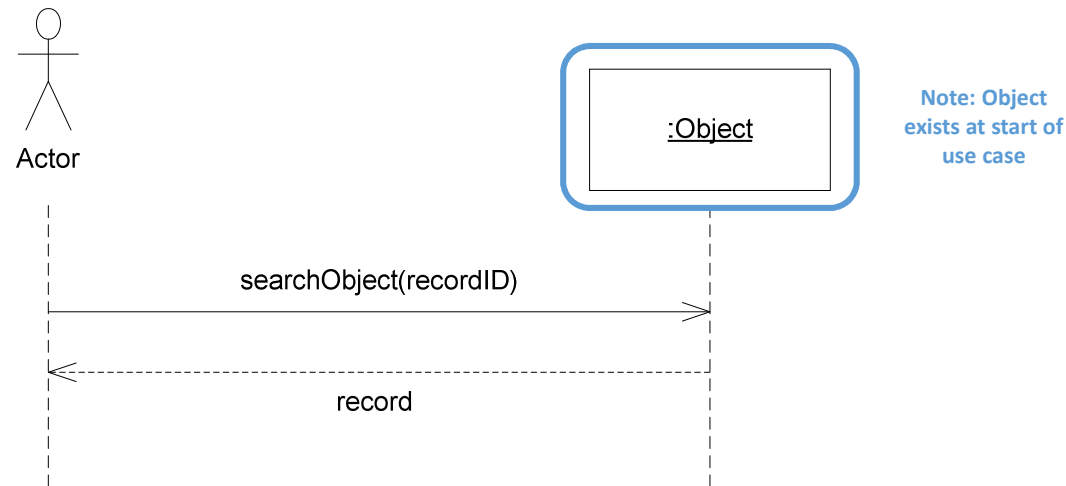 :Object
Note: Object
exists at start of
use case
Actor
searchObject(recordID)
record